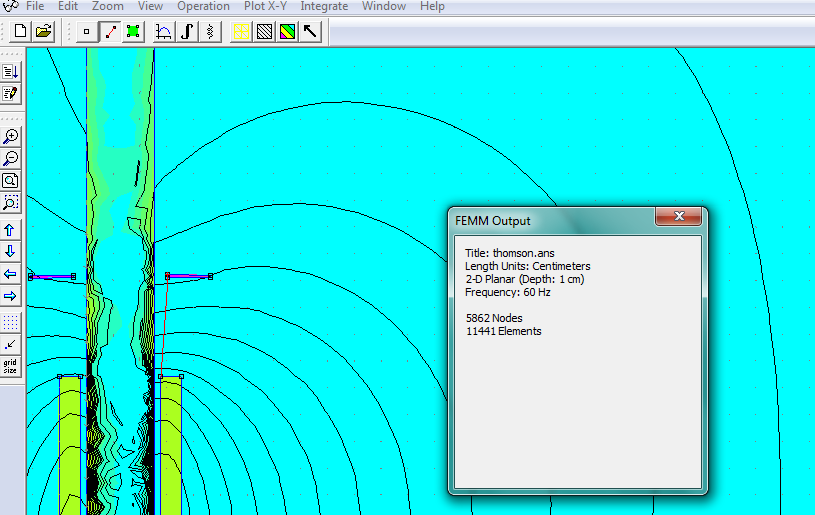 File Edit Zoom View Operation Plot X-Y Integrate Window Help
FEMM Output
Title: thomson.ans
Length Units: Centimeters
2-D Planar (Depth: 1 cm)
Frequency: 60 Hz
5862 Nodes
11441 Elements
grid
size